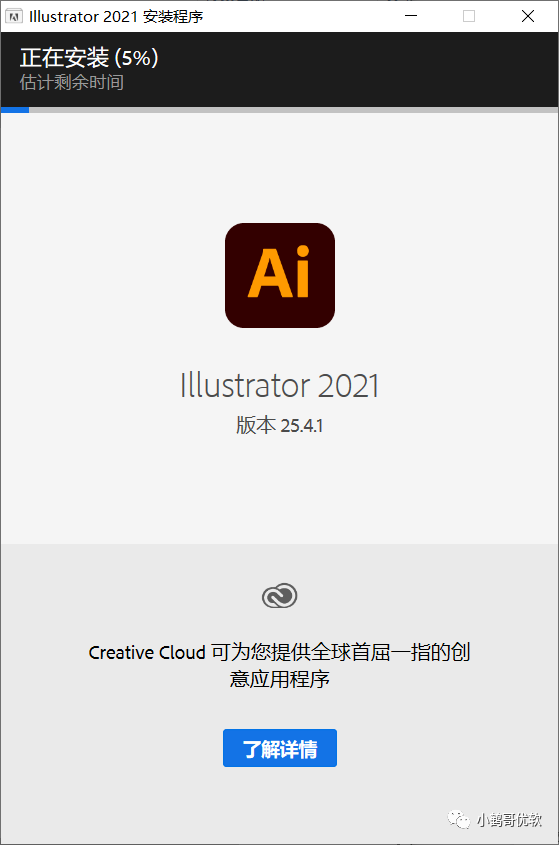 Illustrator 2021 安装程序
正在安装 (5%)
估计剩余时间
Ai
Illustrator 2021
版本 25.4.1
Creative Cloud 可为您提供全球首屈一指的创
意应用程序
了解详情
小鹤哥优软